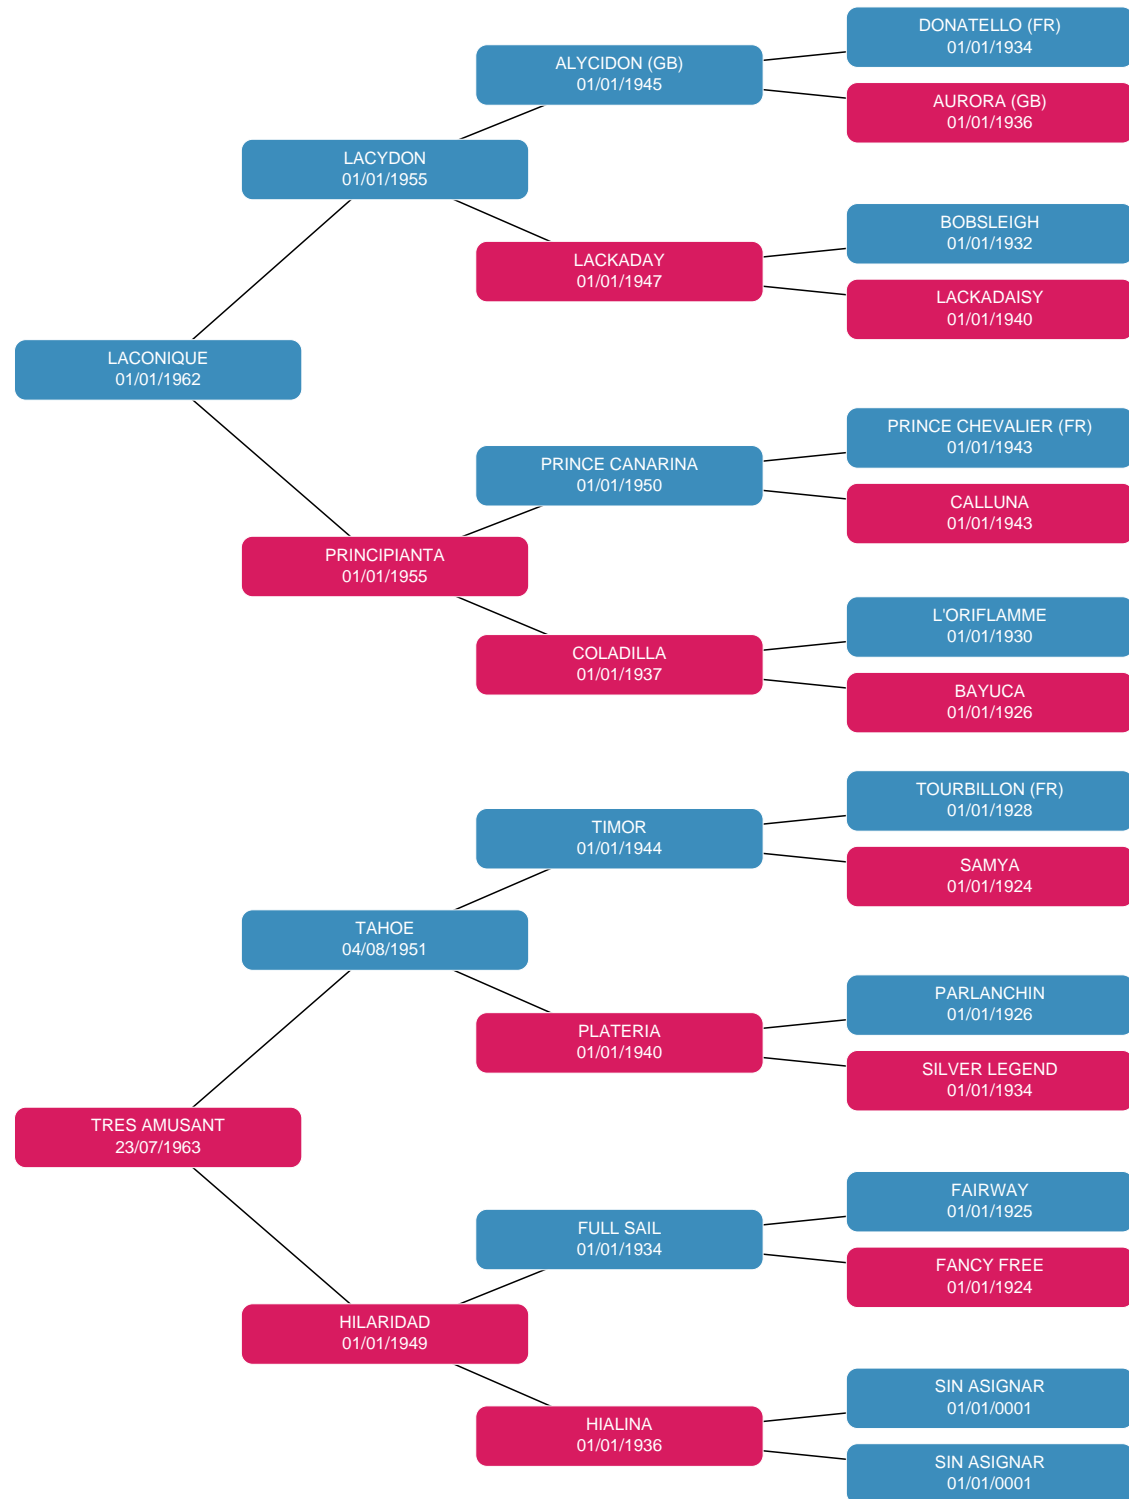 DONATELLO (FR)
01/01/1934
ALYCIDON (GB)
01/01/1945
AURORA (GB)
01/01/1936
LACYDON
01/01/1955
BOBSLEIGH
01/01/1932
LACKADAY
01/01/1947
LACKADAISY
01/01/1940
LACONIQUE
01/01/1962
PRINCE CHEVALIER (FR)
01/01/1943
PRINCE CANARINA
01/01/1950
CALLUNA
01/01/1943
PRINCIPIANTA
01/01/1955
L'ORIFLAMME
01/01/1930
COLADILLA
01/01/1937
BAYUCA
01/01/1926
TOURBILLON (FR)
01/01/1928
TIMOR
01/01/1944
SAMYA
01/01/1924
TAHOE
04/08/1951
PARLANCHIN
01/01/1926
PLATERIA
01/01/1940
SILVER LEGEND
01/01/1934
TRES AMUSANT
23/07/1963
FAIRWAY
01/01/1925
FULL SAIL
01/01/1934
FANCY FREE
01/01/1924
HILARIDAD
01/01/1949
SIN ASIGNAR
01/01/0001
HIALINA
01/01/1936
SIN ASIGNAR
01/01/0001